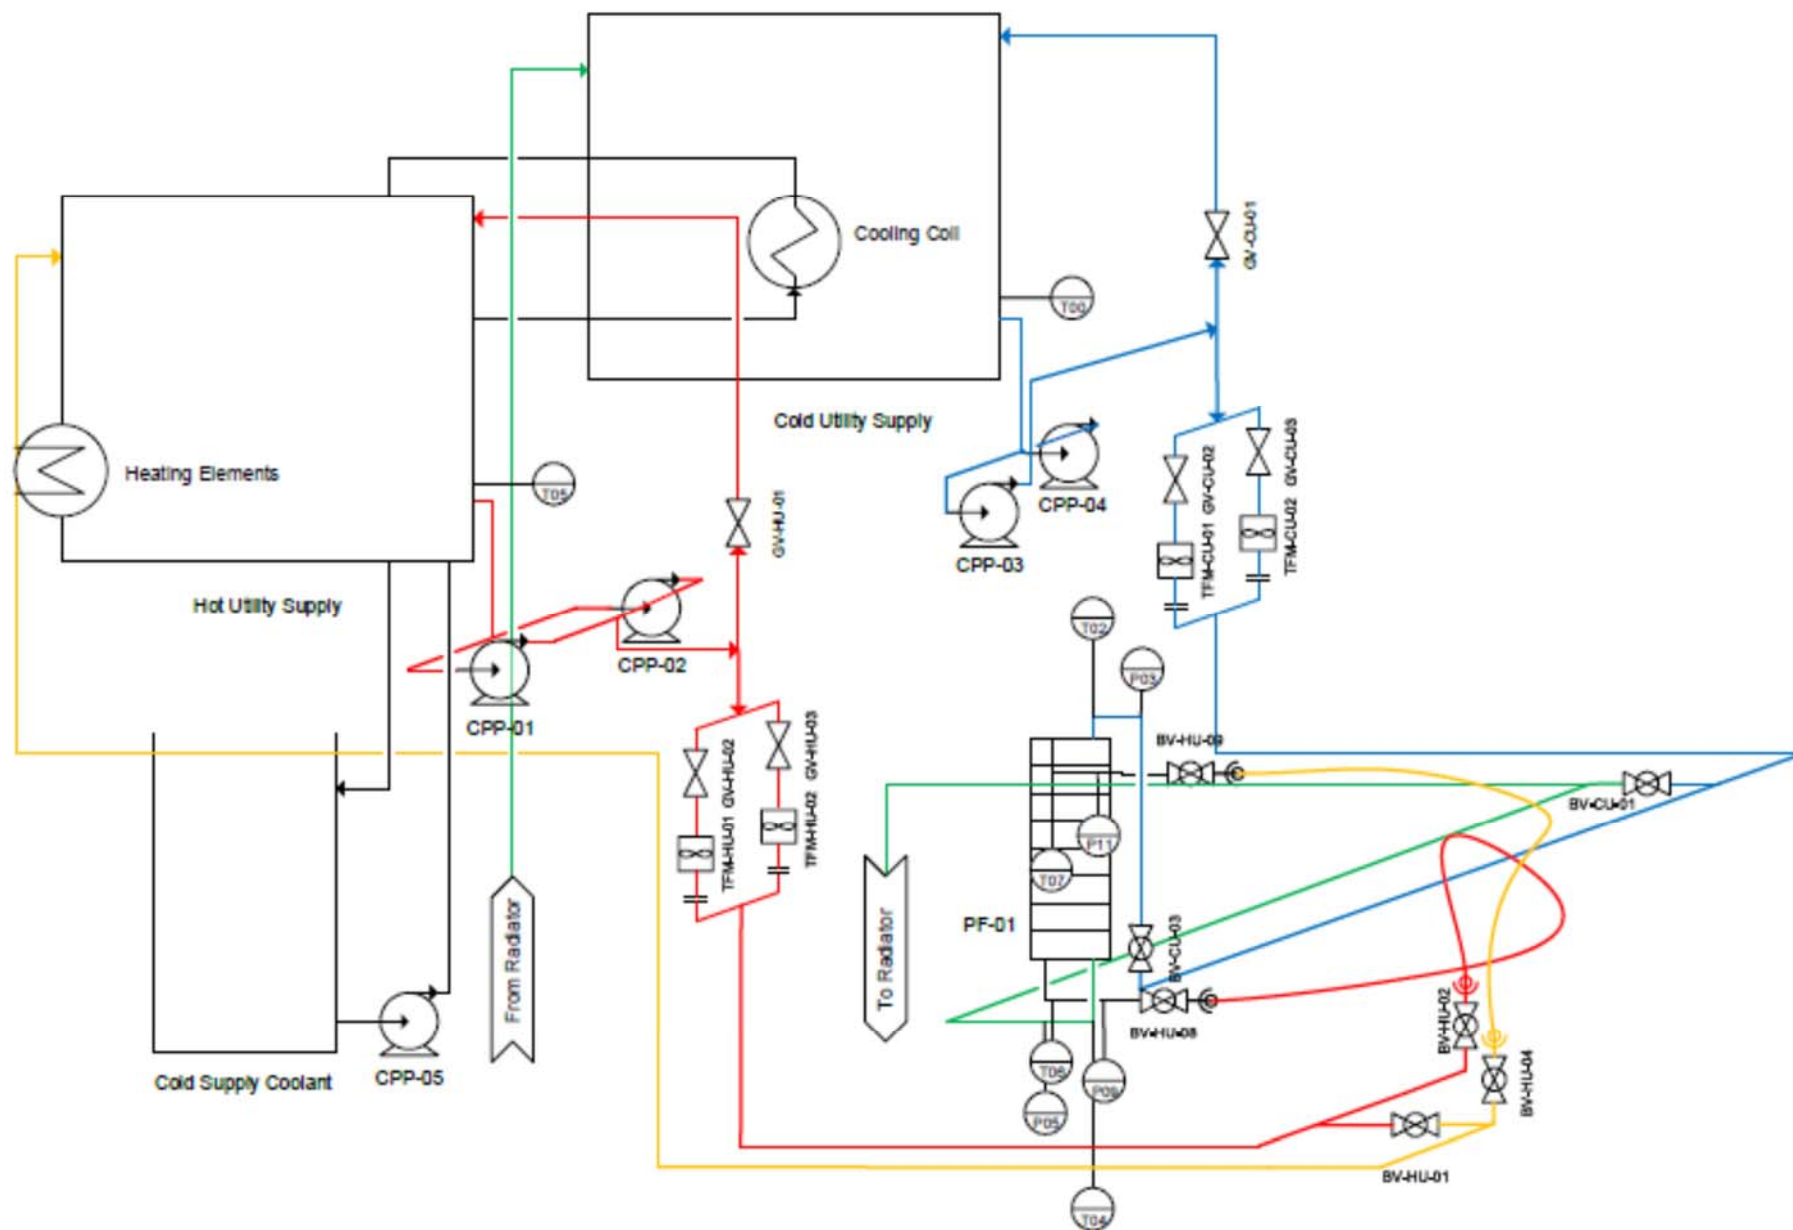 Cooling Coil
GV-CU-01
T00
Cold Utility Supply
Heating Elements
T05
GV-HU-01
CPP-04
CPP-03
TFM-CU-01 GV-CU-02
TFM-CU-02 GV-CU-03
Hot Utility Supply
CPP-02
CPP-01
T02
P03
TFM-HU-01 GV-HU-02
TFM-HU-02 GV-HU-03
BV-HU-09
BV-CU-01
P11
T07
From Radiator
To Radiator
PF-01
BV-CU-03
BV-HU-08
BV-HU-02
BV-HU-04
Cold Supply Coolant
CPP-05
P05
BV-HU-01
T04